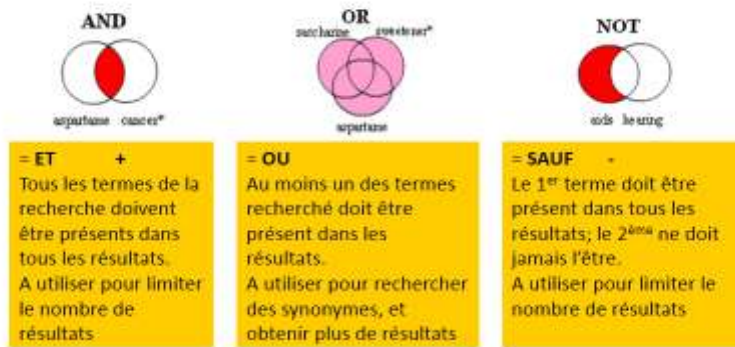 AND
aspartame cancer*
= ET +
Tous les termes de la
recherche doivent
être présents dans
tous les résultats.
A utiliser pour limiter
le nombre de
résultats
OR
saccharine sweetener*
aspartame
= OU
Au moins un des termes
recherché doit être
présent dans les
résultats.
A utiliser pour rechercher
des synonymes, et
obtenir plus de résultats
NOT
aids hearing
= SAUF -
Le 1er terme doit être
présent dans tous les
résultats; le 2ème ne doit
jamais l'être.
A utiliser pour limiter le
nombre de résultats